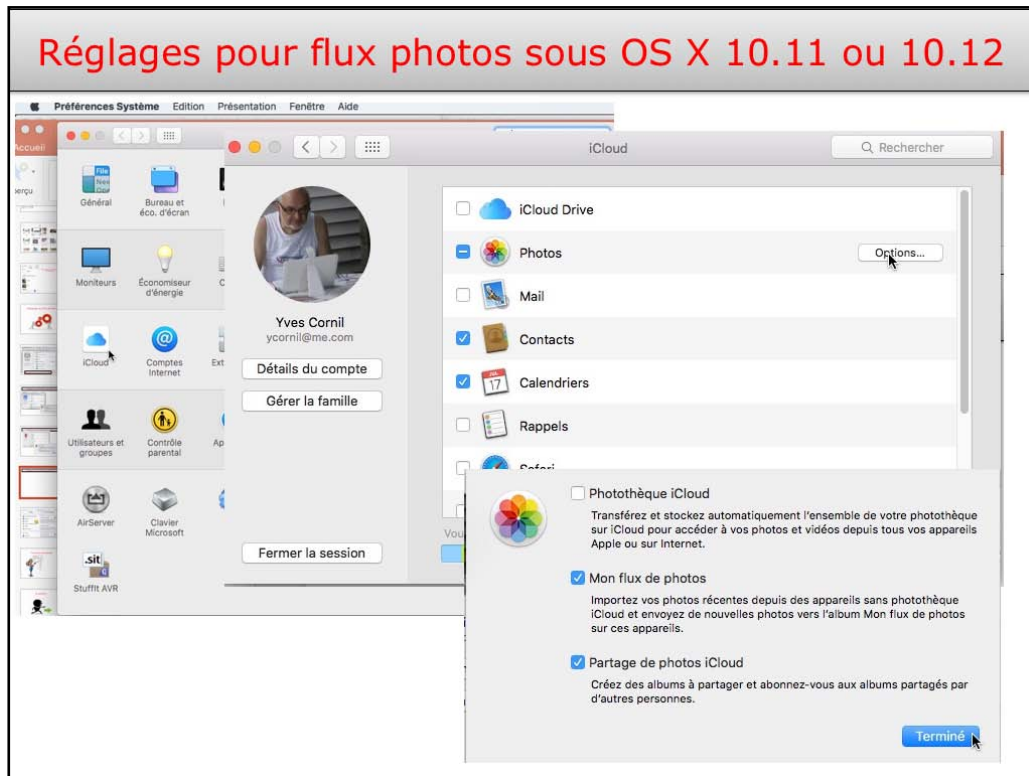 Réglages pour flux photos sous OS X 10.11 ou 10.12
Préférences Système Edition Présentation Fenêtre Aide
Accueil
Général
Bureau et
éco. d'écran
Moniteurs
Économiseur
d'énergie
iCloud
Comptes
Internet
Ext
Utilisateurs et
groupes
Contrôle
parental
Ap
AirServer
Clavier
Microsoft
.sit
StuffIt AVR
iCloud
Rechercher
Yves Cornil
ycornil@me.com
Détails du compte
Gérer la famille
Fermer la session
iCloud Drive
Photos
Options...
Mail
Contacts
17
Calendriers
Rappels
Safari
Vou
Photothèque iCloud
Transférez et stockez automatiquement l'ensemble de votre photothèque
sur iCloud pour accéder à vos photos et vidéos depuis tous vos appareils
Apple ou sur Internet.
Mon flux de photos
Importez vos photos récentes depuis des appareils sans photothèque
iCloud et envoyez de nouvelles photos vers l'album Mon flux de photos
sur ces appareils.
Partage de photos iCloud
Créez des albums à partager et abonnez-vous aux albums partagés par
d'autres personnes.
Terminé